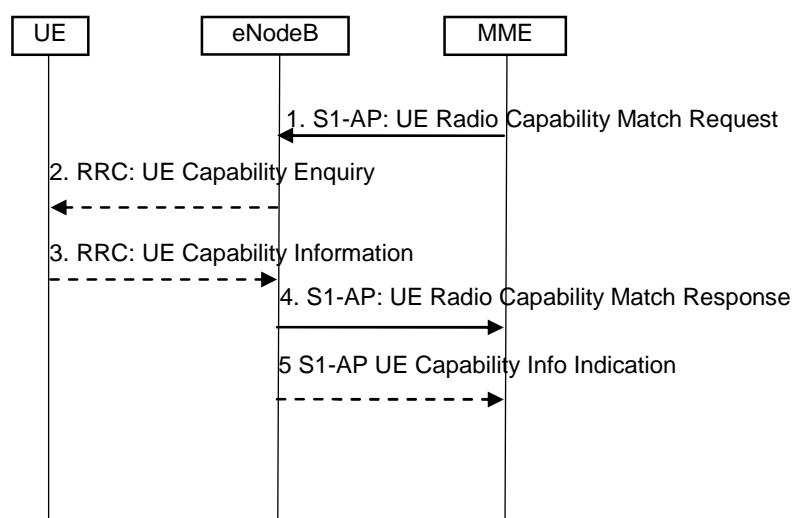 UE
eNodeB
MME
1. S1-AP: UE Radio Capability Match Request
2. RRC: UE Capability Enquiry
3. RRC: UE Capability Information
4. S1-AP: UE Radio Capability Match Response
5 S1-AP UE Capability Info Indication